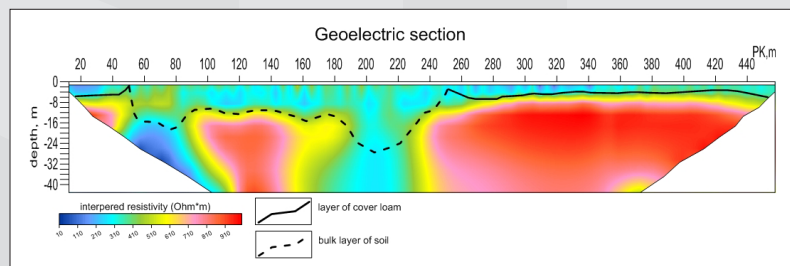 Geoelectric section
PK,m
20 40 60 80 100 120 140 160 180 200 220 240 260 280 300 320 340 360 380 400 420 440
depth, m
0
-8
-16
-24
-32
-40
interpered resistivity (Ohm*m)
10 110 210 310 410 510 610 710 810 910
layer of cover loam
bulk layer of soil